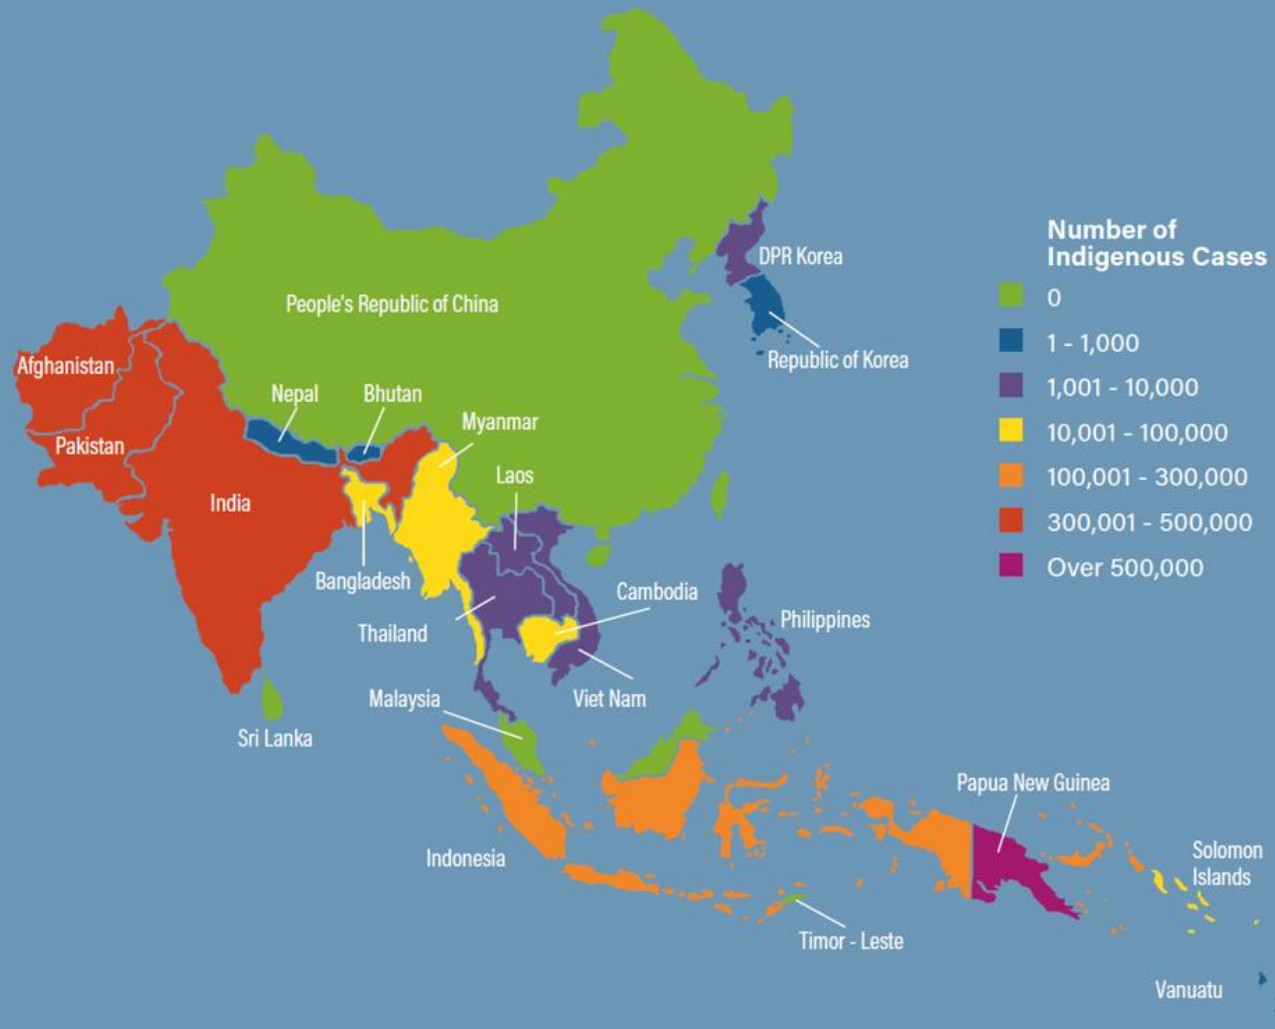 DPR Korea
People's Republic of China
Republic of Korea
Afghanistan
Nepal
Bhutan
Myanmar
Pakistan
Laos
India
Bangladesh
Cambodia
Thailand
Philippines
Malaysia
Viet Nam
Sri Lanka
Papua New Guinea
Indonesia
Solomon
Islands
Timor - Leste
Vanuatu
Number of
Indigenous Cases
0
1 - 1,000
1,001 - 10,000
10,001 - 100,000
100,001 - 300,000
300,001 - 500,000
Over 500,000